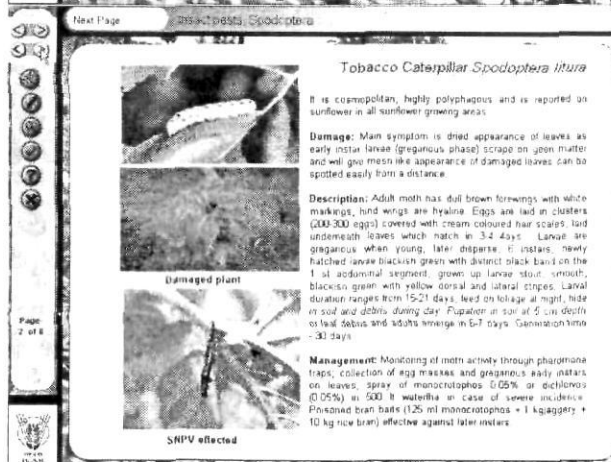 Next Page
Insect pests, Spodoptera
Tobacco Caterpillar Spodoptera litura
It is cosmopolitan, highly polyphagous and is reported on
sunflower in all sunflower growing areas
Damage: Main symptom is dried appearance of leaves as
early instar larvae (gregarious phase) scrape on geen matter
and will give mesh like appearance of damaged leaves can be
spotted easily from a distance.
Description: Adult moth has dull brown forewings with white
markings, hind wings are hyaline. Eggs are laid in clusters
(200-300 eggs) covered with cream coloured hair scales, laid
underneath leaves which hatch in 3-4 days. Larvae are
gregarious when young, later disperse, 6 instars, newly
hatched larvae blackish green with distinct black band on the
1 st abdominal segment, grown up larvae stout, smooth,
blackish green with yellow dorsal and lateral stripes. Larval
duration ranges from 15-21 days, feed on foliage at night, hide
in soil and debris during day. Pupation in soil at 5 cm depth
or leaf debris and adults emerge in 6-7 days. Generation time
- 30 days
Management: Monitoring of moth activity through pheromone
traps, collection of egg masses and gregarious early instars
on leaves, spray of monocrotophos 0.05% or dichlorvos
(0.05%) in 500 lt water/ha in case of severe incidence.
Poisoned bran baits (125 ml monocrotophos + 1 kg jaggery +
10 kg rice bran) effective against later instars
Damaged plant
SNPV effected
Page
2 of 8